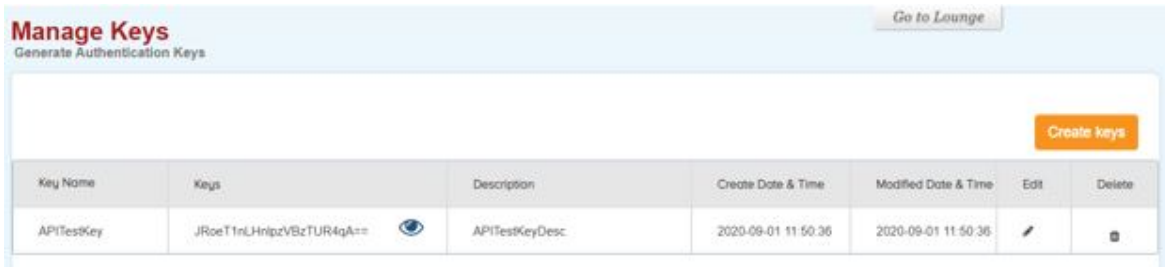 Go to Lounge
Manage Keys
Generate Authentication Keys
Create keys
Key Name Keys Description Create Date & Time Modified Date & Time Edit Delete
APITestKey JRoeT1nLHnlpzVBzTUR4qA== APITestKeyDesc 2020-09-01 11:50:36 2020-09-01 11:50:36